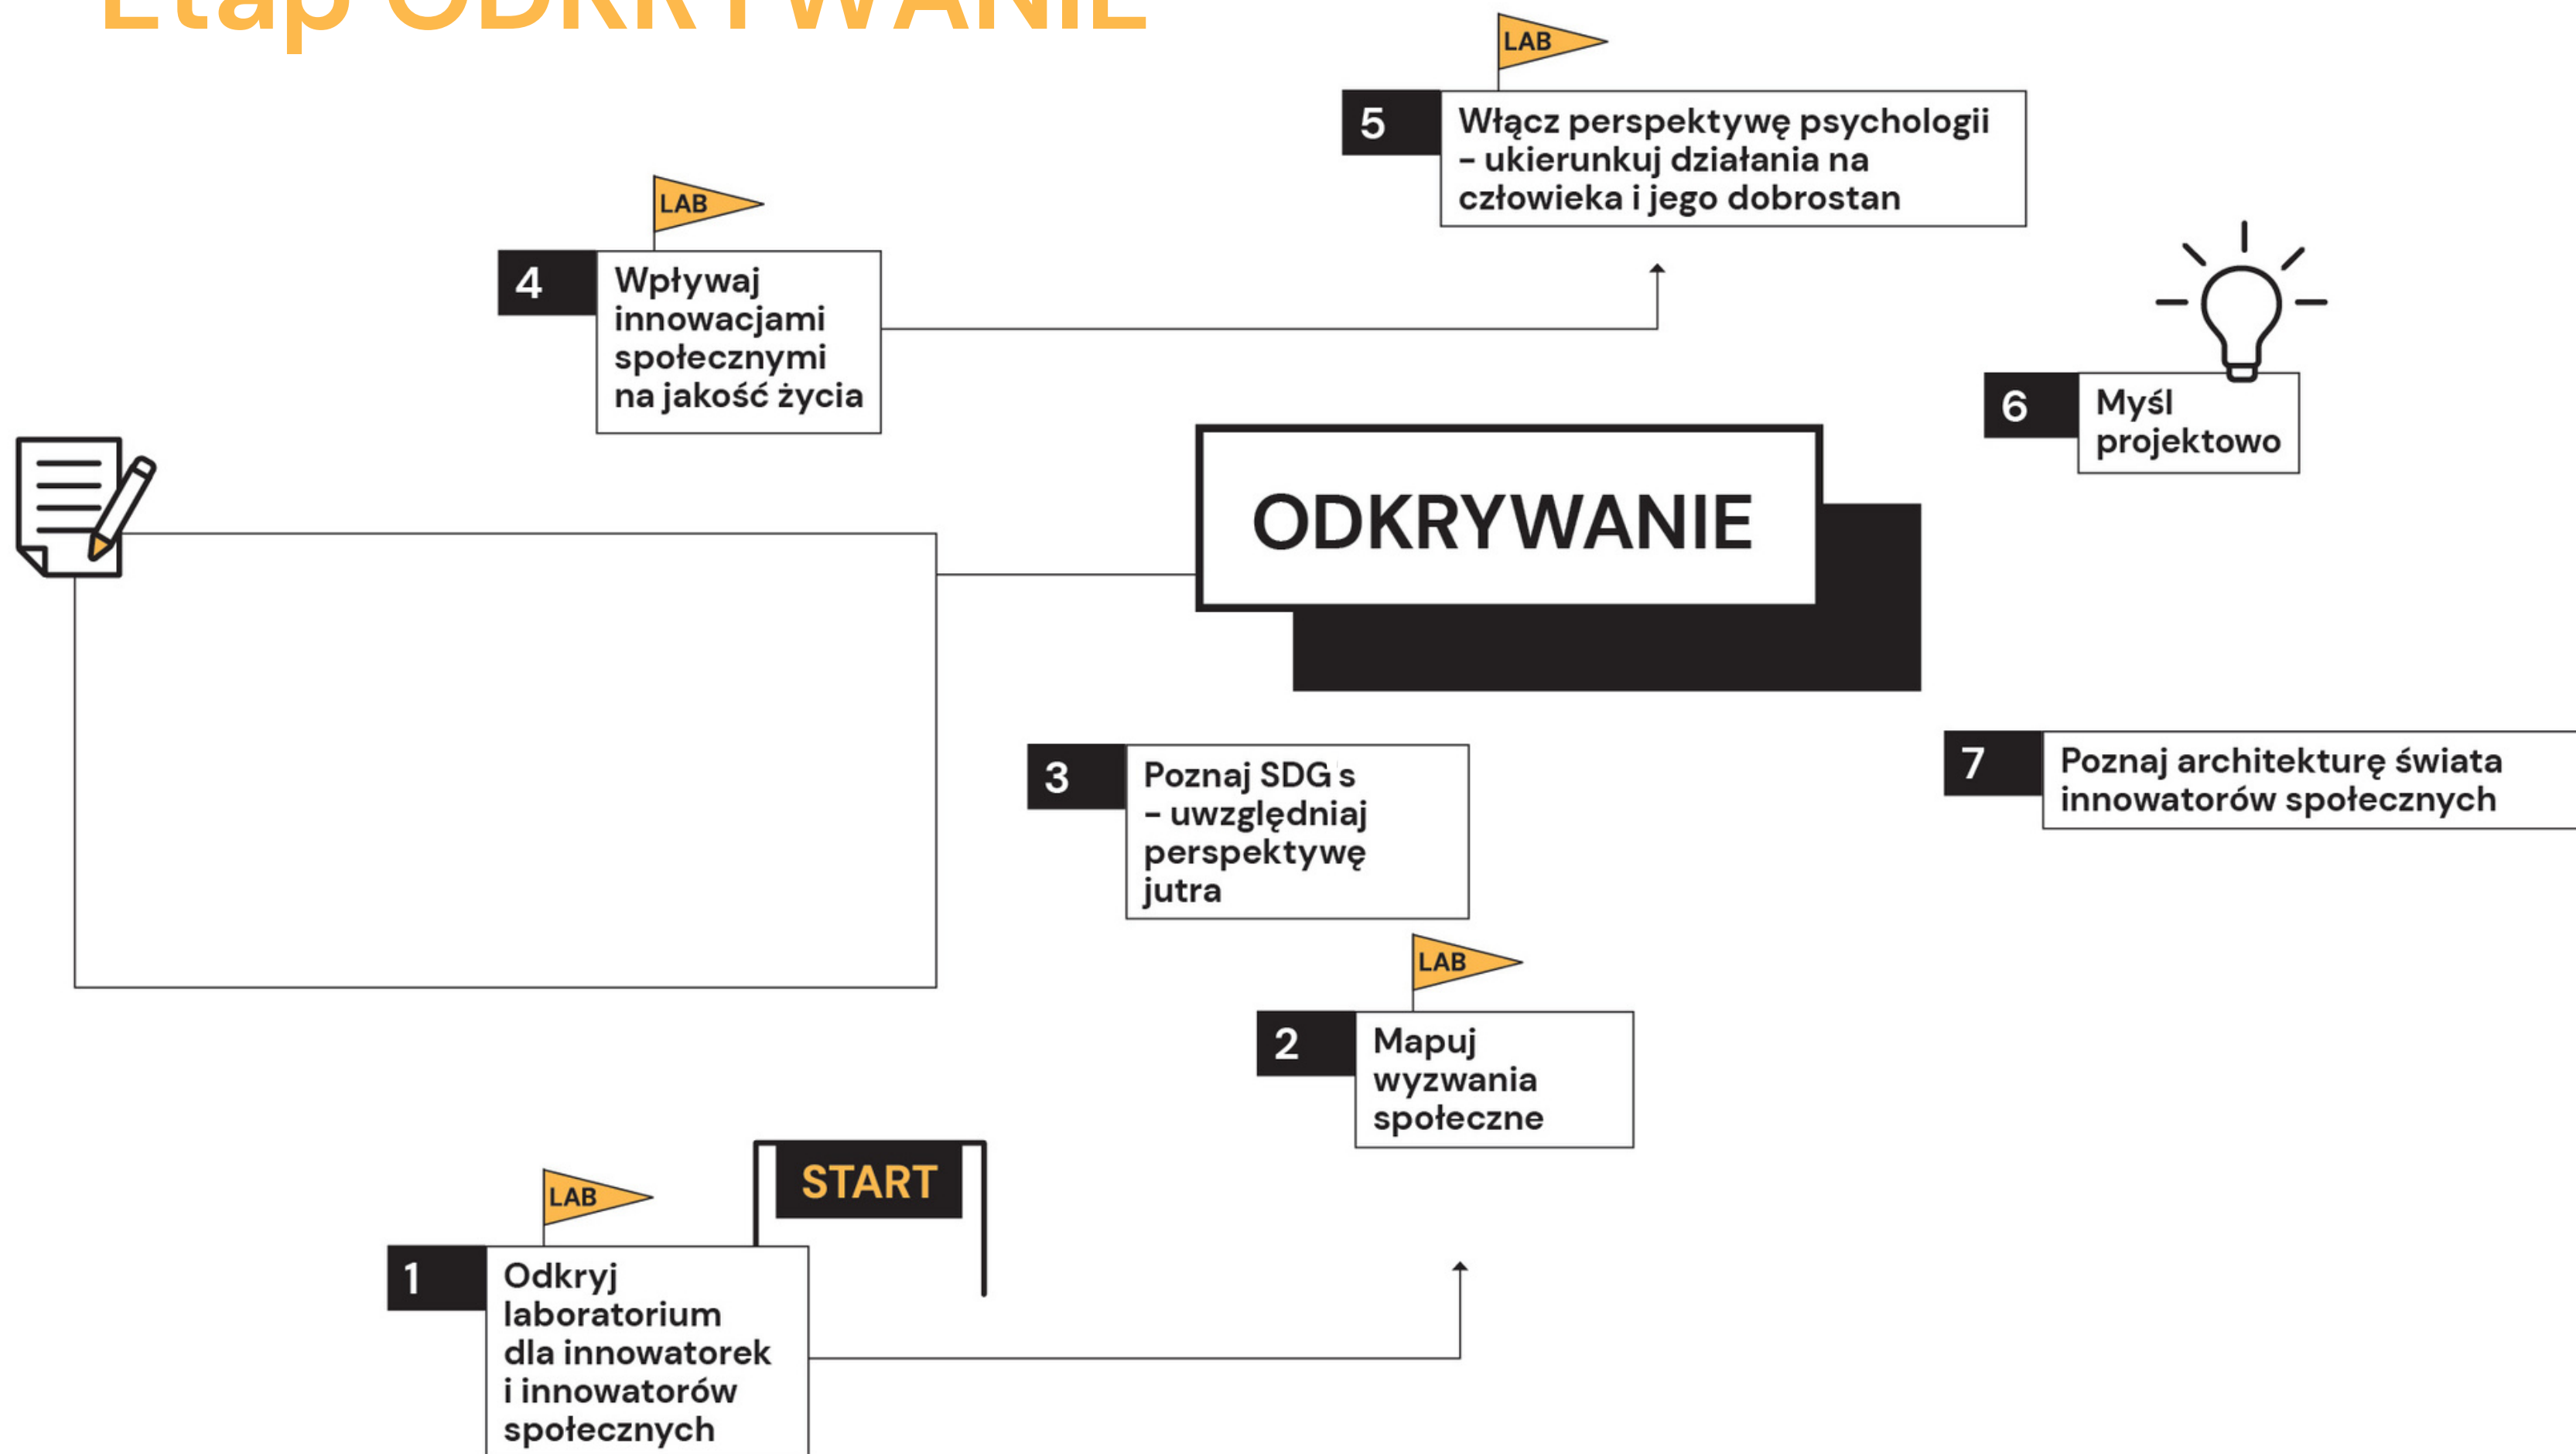 Etap ODKRYWANIE
LAB
5
Włącz perspektywę psychologii
– ukierunkuj działania na
człowieka i jego dobrostan
LAB
4
Wpływaj
innowacjami
społecznymi
na jakość życia
6
Myśl
projektowo
ODKRYWANIE
3
Poznaj SDG's
– uwzględniaj
perspektywę
jutra
7
Poznaj architekturę świata
innowatorów społecznych
LAB
2
Mapuj
wyzwania
społeczne
START
LAB
1
Odkryj
laboratorium
dla innowatorek
i innowatorów
społecznych